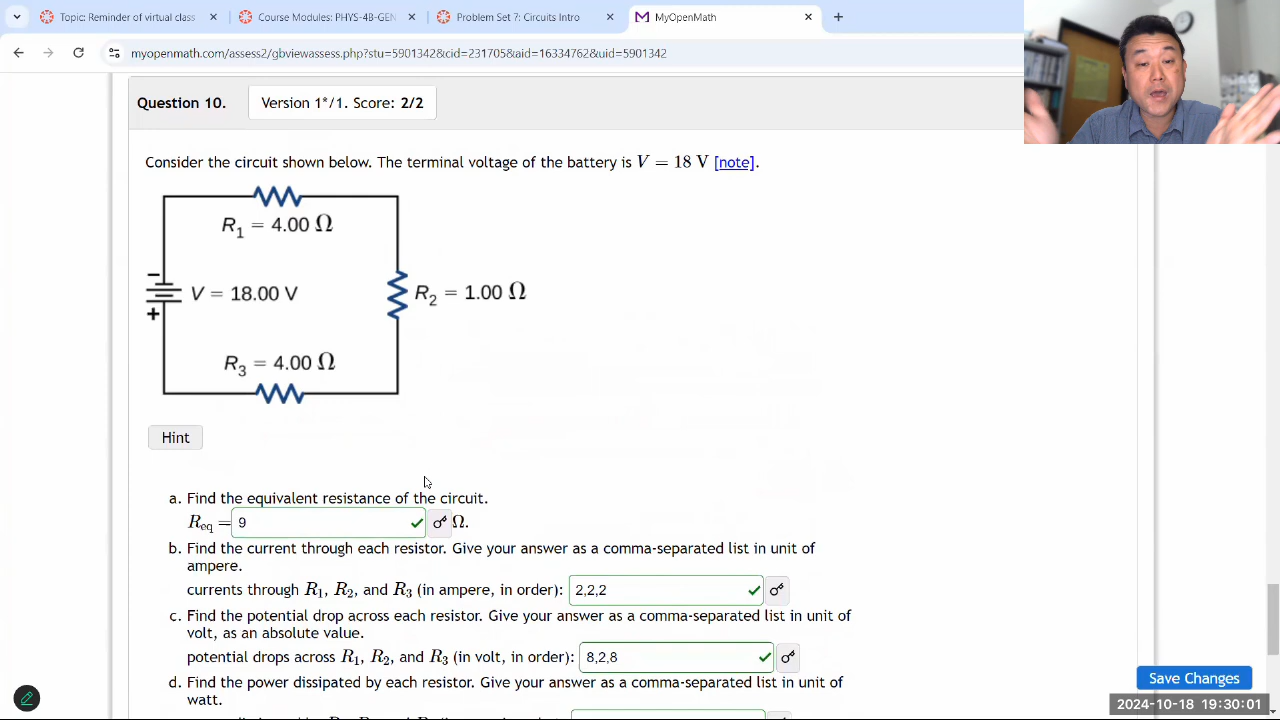 Topic: Reminder of virtual class
Course Modules: PHYS-4B-GEN
Problem Set 7: Circuits Intro
MyOpenMath
myopenmath.com/assess2/gbviewassess.php?stu=5901342&cid=231705&aid=16334762&uid=5901342
Question 10.
Version 1*/1. Score: 2/2
Consider the circuit shown below. The terminal voltage of the battery is V = 18 V [note].
R1 = 4.00 Ω
−
V = 18.00 V
R2 = 1.00 Ω
+
R3 = 4.00 Ω
Hint
a. Find the equivalent resistance of the circuit.
Req = 9 Ω.
b. Find the current through each resistor. Give your answer as a comma-separated list in unit of
ampere.
currents through R1, R2, and R3 (in ampere, in order): 2,2,2
c. Find the potential drop across each resistor. Give your answer as a comma-separated list in unit of
volt, as an absolute value.
potential drops across R1, R2, and R3 (in volt, in order): 8,2,8
d. Find the power dissipated by each resistor. Give your answer as a comma-separated list in unit of
watt.
Save Changes
2024-10-18 19:30:01